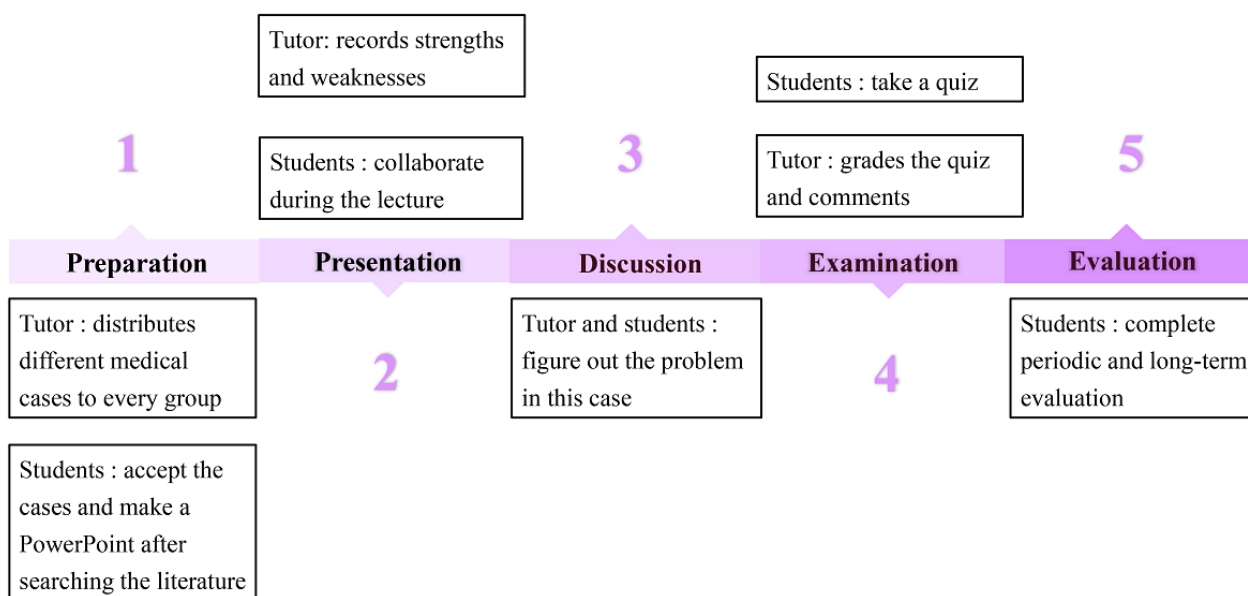 Tutor: records strengths
and weaknesses
Students : collaborate
during the lecture
Students : take a quiz
Tutor : grades the quiz
and comments
1
3
5
Preparation
Presentation
Discussion
Examination
Evaluation
2
4
Tutor : distributes
different medical
cases to every group
Students : accept the
cases and make a
PowerPoint after
searching the literature
Tutor and students :
figure out the problem
in this case
Students : complete
periodic and long-term
evaluation